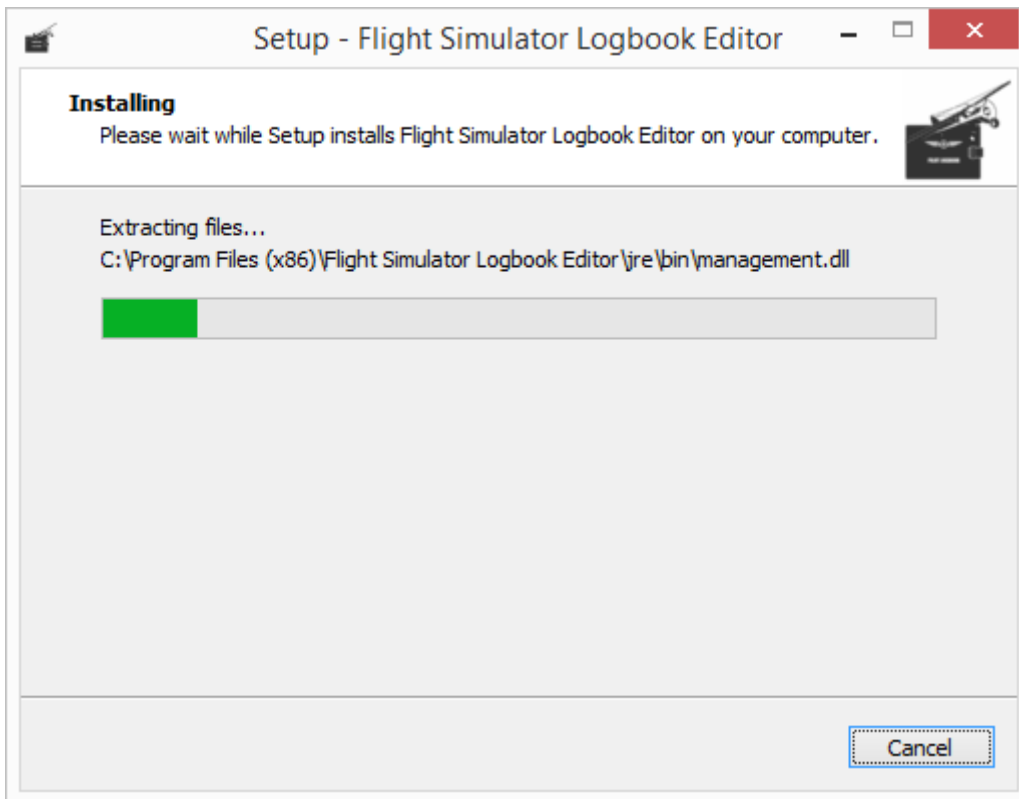 Setup - Flight Simulator Logbook Editor
Installing
Please wait while Setup installs Flight Simulator Logbook Editor on your computer.
Extracting files...
C:\Program Files (x86)\Flight Simulator Logbook Editor\jre\bin\management.dll
Cancel